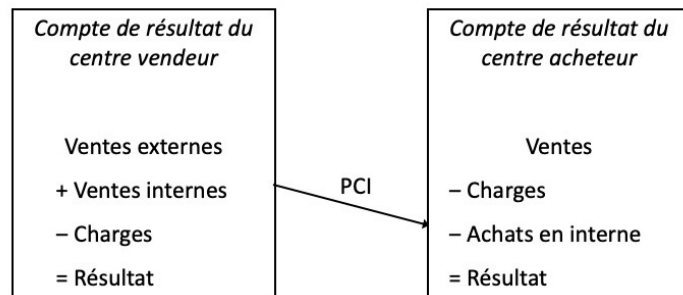 Compte de résultat du
centre vendeur
Ventes externes
+ Ventes internes
– Charges
= Résultat
PCI
Compte de résultat du
centre acheteur
Ventes
– Charges
– Achats en interne
= Résultat